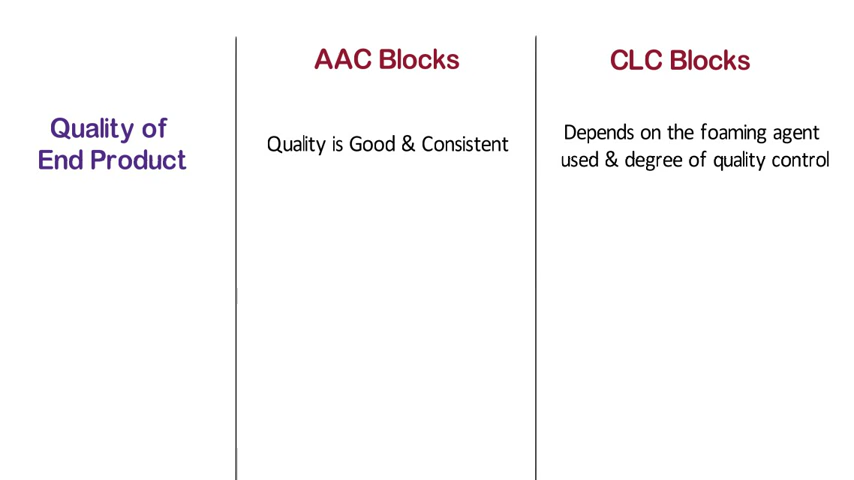 AAC Blocks
CLC Blocks
Quality of
End Product
Quality is Good & Consistent
Depends on the foaming agent
used & degree of quality control